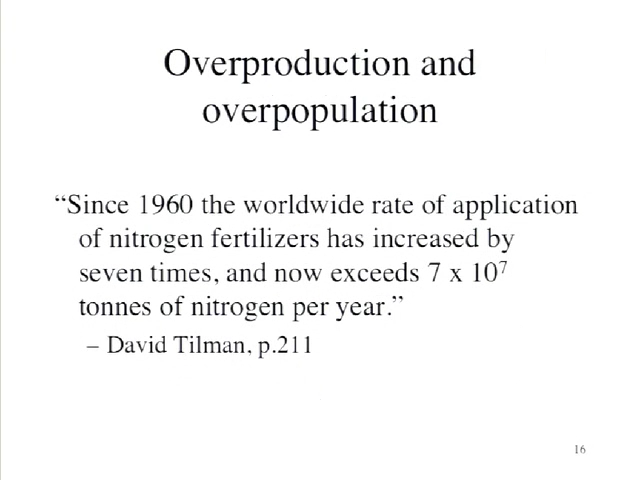 Overproduction and
overpopulation
“Since 1960 the worldwide rate of application
of nitrogen fertilizers has increased by
seven times, and now exceeds 7 x 10⁷
tonnes of nitrogen per year.”
– David Tilman, p.211
16